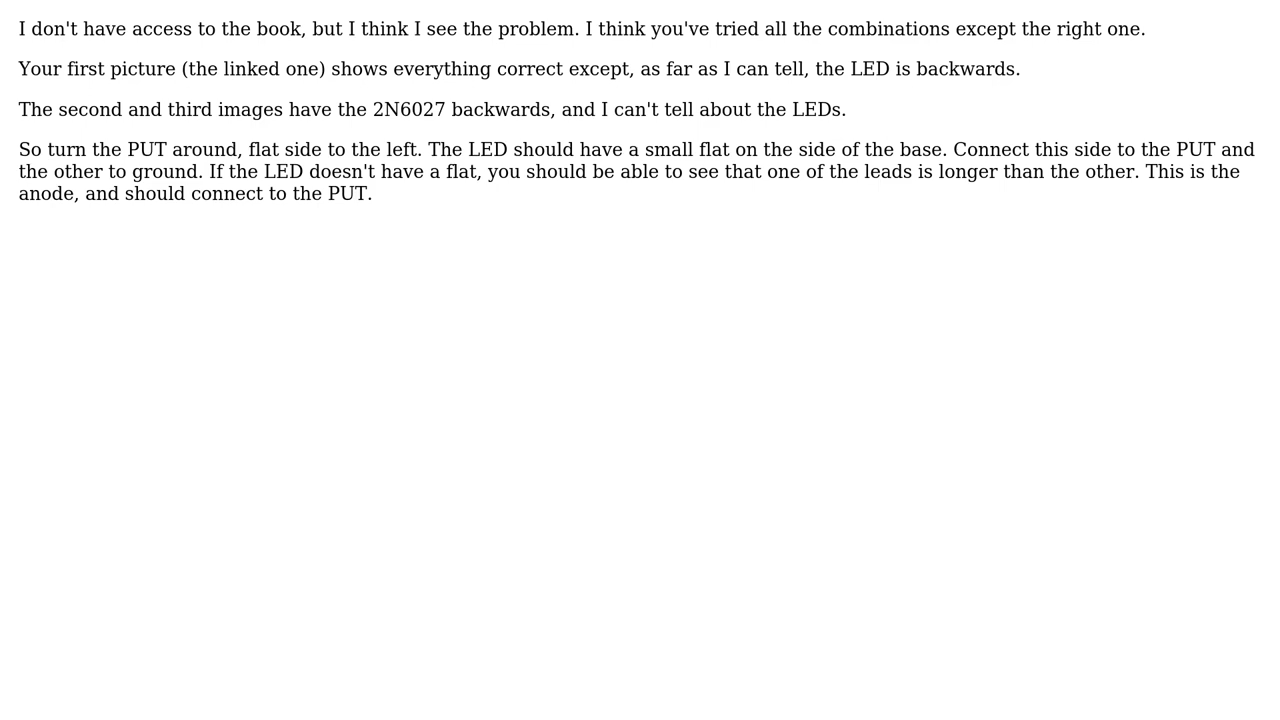 I don't have access to the book, but I think I see the problem. I think you've tried all the combinations except the right one.
Your first picture (the linked one) shows everything correct except, as far as I can tell, the LED is backwards.
The second and third images have the 2N6027 backwards, and I can't tell about the LEDs.
So turn the PUT around, flat side to the left. The LED should have a small flat on the side of the base. Connect this side to the PUT and
the other to ground. If the LED doesn't have a flat, you should be able to see that one of the leads is longer than the other. This is the
anode, and should connect to the PUT.